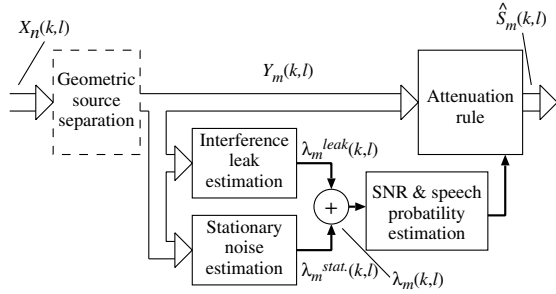 X_n(k,l)
Ŝ_m(k,l)
Geometric
source
separation
Y_m(k,l)
Attenuation
rule
Interference
leak
estimation
λ_m^leak(k,l)
+
SNR & speech
probatility
estimation
Stationary
noise
estimation
λ_m^stat.(k,l)
λ_m(k,l)